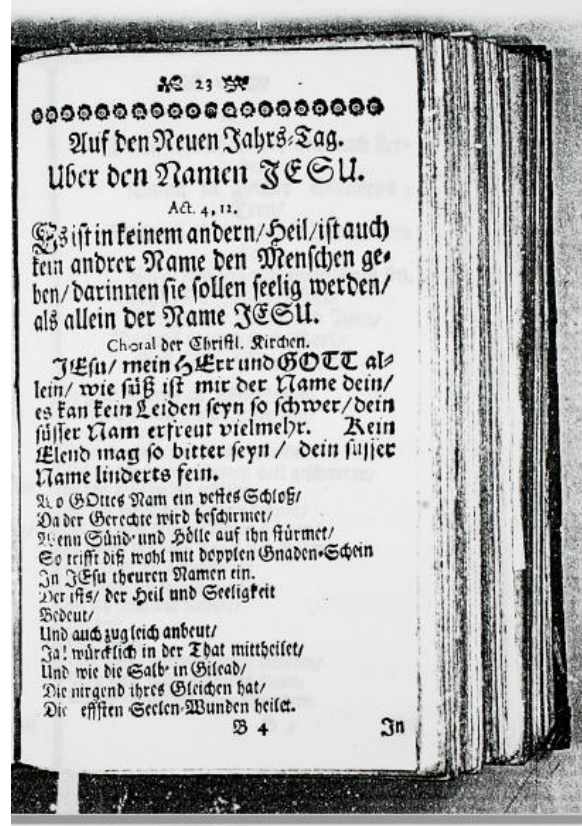 23
Auf den Neuen Jahrs-Tag.
Uber den Namen JESU.
Act. 4, 12.
Es ist in keinem andern/Heil/ist auch
kein andrer Name den Menschen ge-
ben/ darinnen sie sollen seelig werden/
als allein der Name JESU.
Choral der Christl. Kirchen.
JEsu/ mein HErr und GOTT al-
lein/ wie süß ist mir der Name dein/
es kan kein Leiden seyn so schwer/dein
süsser Nam erfreut vielmehr. Kein
Elend mag so bitter seyn / dein süsser
Name linderts fein.
Wo GOttes Nam ein vestes Schloß/
Da der Gerechte wird beschirmet/
Wenn Sünd- und Hölle auf ihn stürmet/
So trifft diß wohl mit dopplen Gnaden-Schein
In JEsu theuren Namen ein.
Der ists/ der Heil und Seeligkeit
Bedeut/
Und auch zugleich anbeut/
Ja! würcklich in der That mittheilet/
Und wie die Salb- in Gilead/
Die nirgend ihres Gleichen hat/
Die Seelen-Wunden heilet.
B 4 In